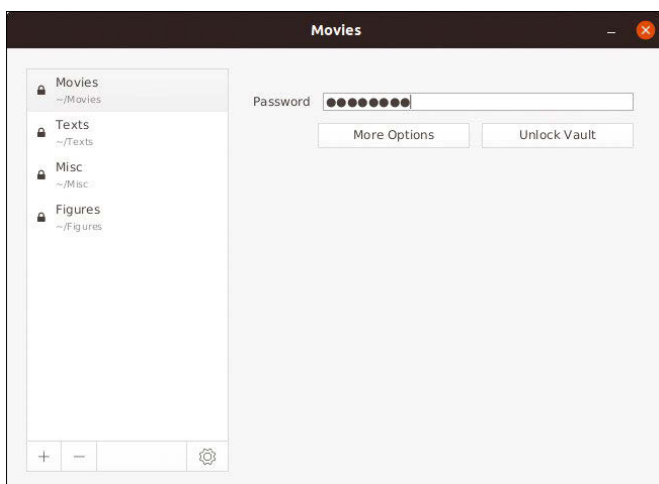 Movies
Movies
~/Movies
Texts
~/Texts
Misc
~/Misc
Figures
~/Figures
Password
More Options
Unlock Vault